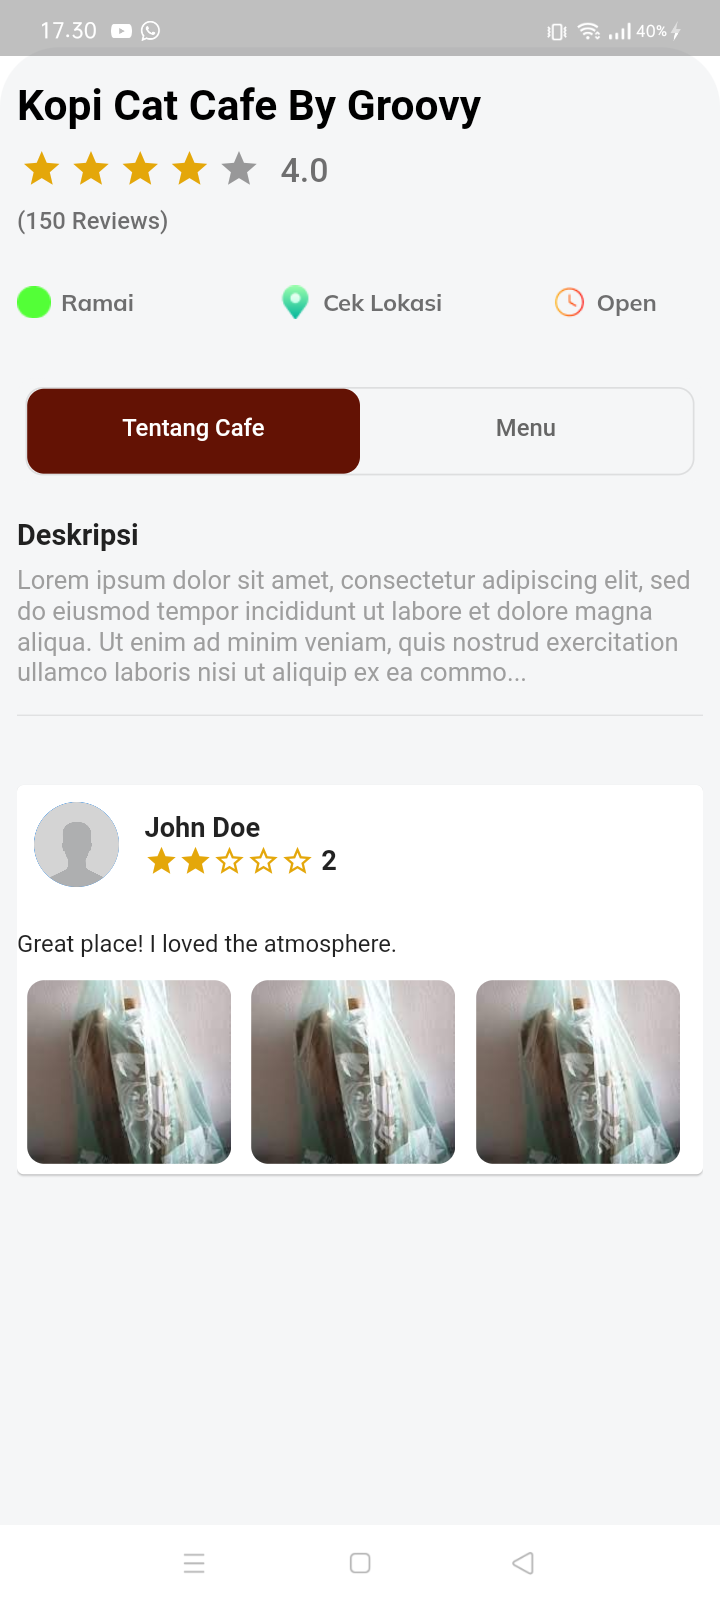 17.30
40%
Kopi Cat Cafe By Groovy
4.0
(150 Reviews)
Ramai
Cek Lokasi
Open
Tentang Cafe
Menu
Deskripsi
Lorem ipsum dolor sit amet, consectetur adipiscing elit, sed
do eiusmod tempor incididunt ut labore et dolore magna
aliqua. Ut enim ad minim veniam, quis nostrud exercitation
ullamco laboris nisi ut aliquip ex ea commo...
John Doe
2
Great place! I loved the atmosphere.